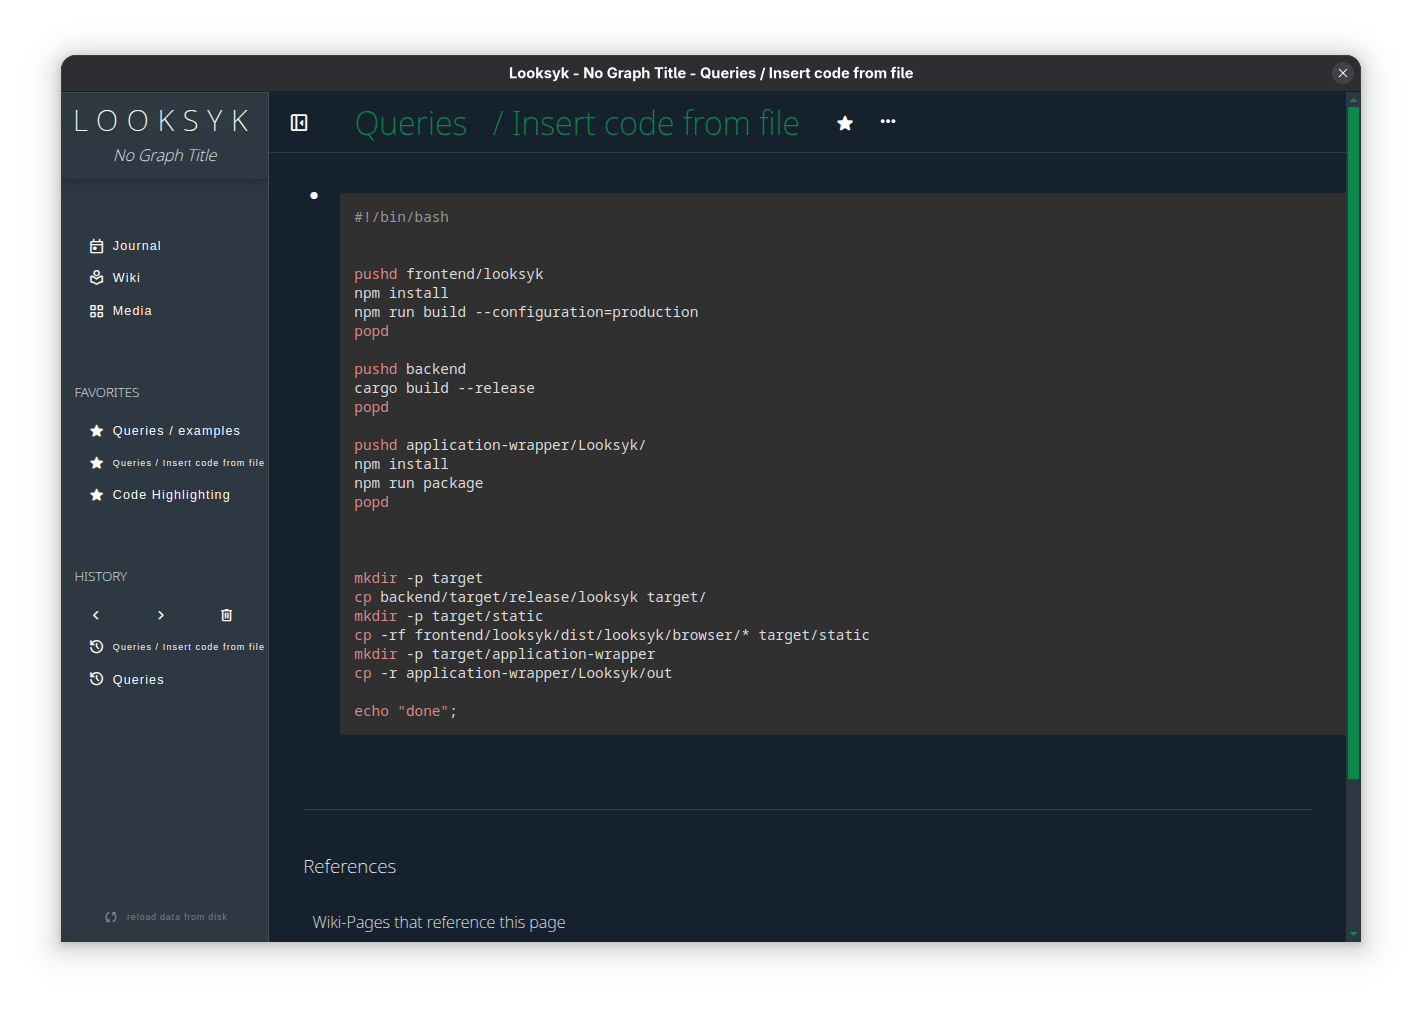 Looksyk - No Graph Title - Queries / Insert code from file
LOOKSYK
No Graph Title
Journal
Wiki
Media
FAVORITES
Queries / examples
Queries / Insert code from file
Code Highlighting
HISTORY
Queries / Insert code from file
Queries
reload data from disk
Queries / Insert code from file
#!/bin/bash
pushd frontend/looksyk
npm install
npm run build --configuration=production
popd
pushd backend
cargo build --release
popd
pushd application-wrapper/Looksyk/
npm install
npm run package
popd
mkdir -p target
cp backend/target/release/looksyk target/
mkdir -p target/static
cp -rf frontend/looksyk/dist/looksyk/browser/* target/static
mkdir -p target/application-wrapper
cp -r application-wrapper/Looksyk/out
echo "done";
References
Wiki-Pages that reference this page